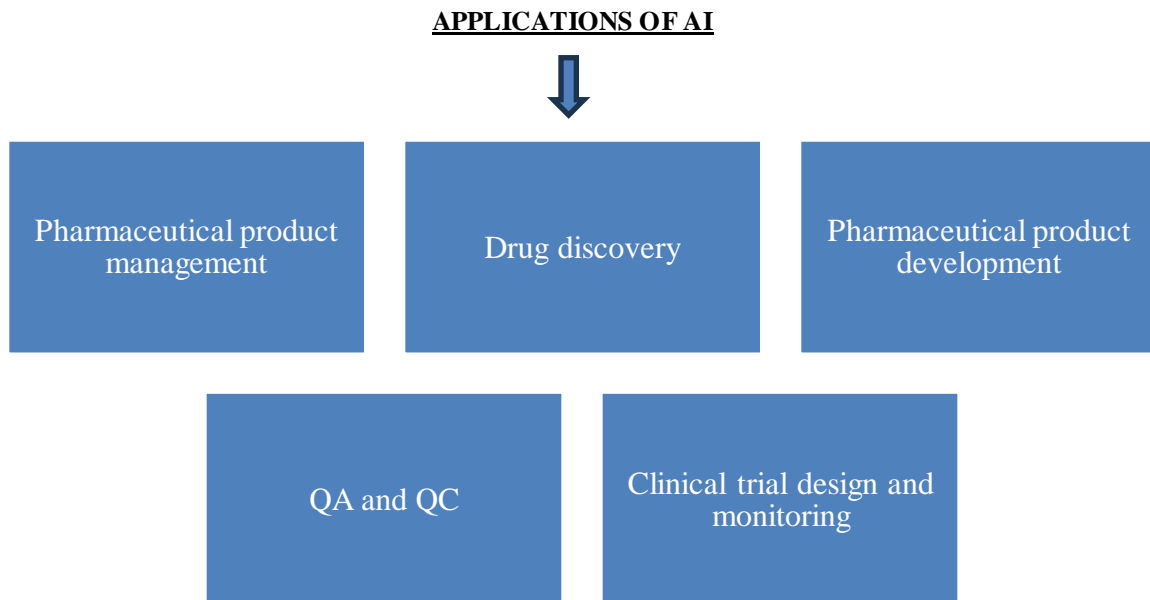 APPLICATIONS OF AI
Pharmaceutical product
management
Drug discovery
Pharmaceutical product
development
QA and QC
Clinical trial design and
monitoring